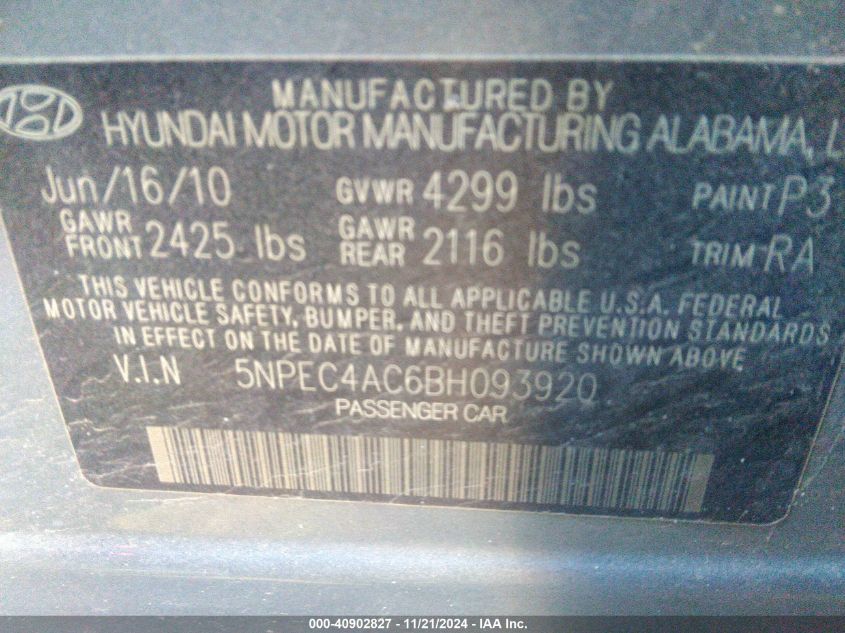 MANUFACTURED BY
HYUNDAI MOTOR MANUFACTURING ALABAMA, L
Jun/16/10 GVWR 4299 lbs PAINT P3
GAWR FRONT 2425 lbs GAWR REAR 2116 lbs TRIM RA
THIS VEHICLE CONFORMS TO ALL APPLICABLE U.S.A. FEDERAL
MOTOR VEHICLE SAFETY, BUMPER, AND THEFT PREVENTION STANDARDS
IN EFFECT ON THE DATE OF MANUFACTURE SHOWN ABOVE.
V.I.N 5NPEC4AC6BH093920
PASSENGER CAR
000-40902827 - 11/21/2024 - IAA Inc.